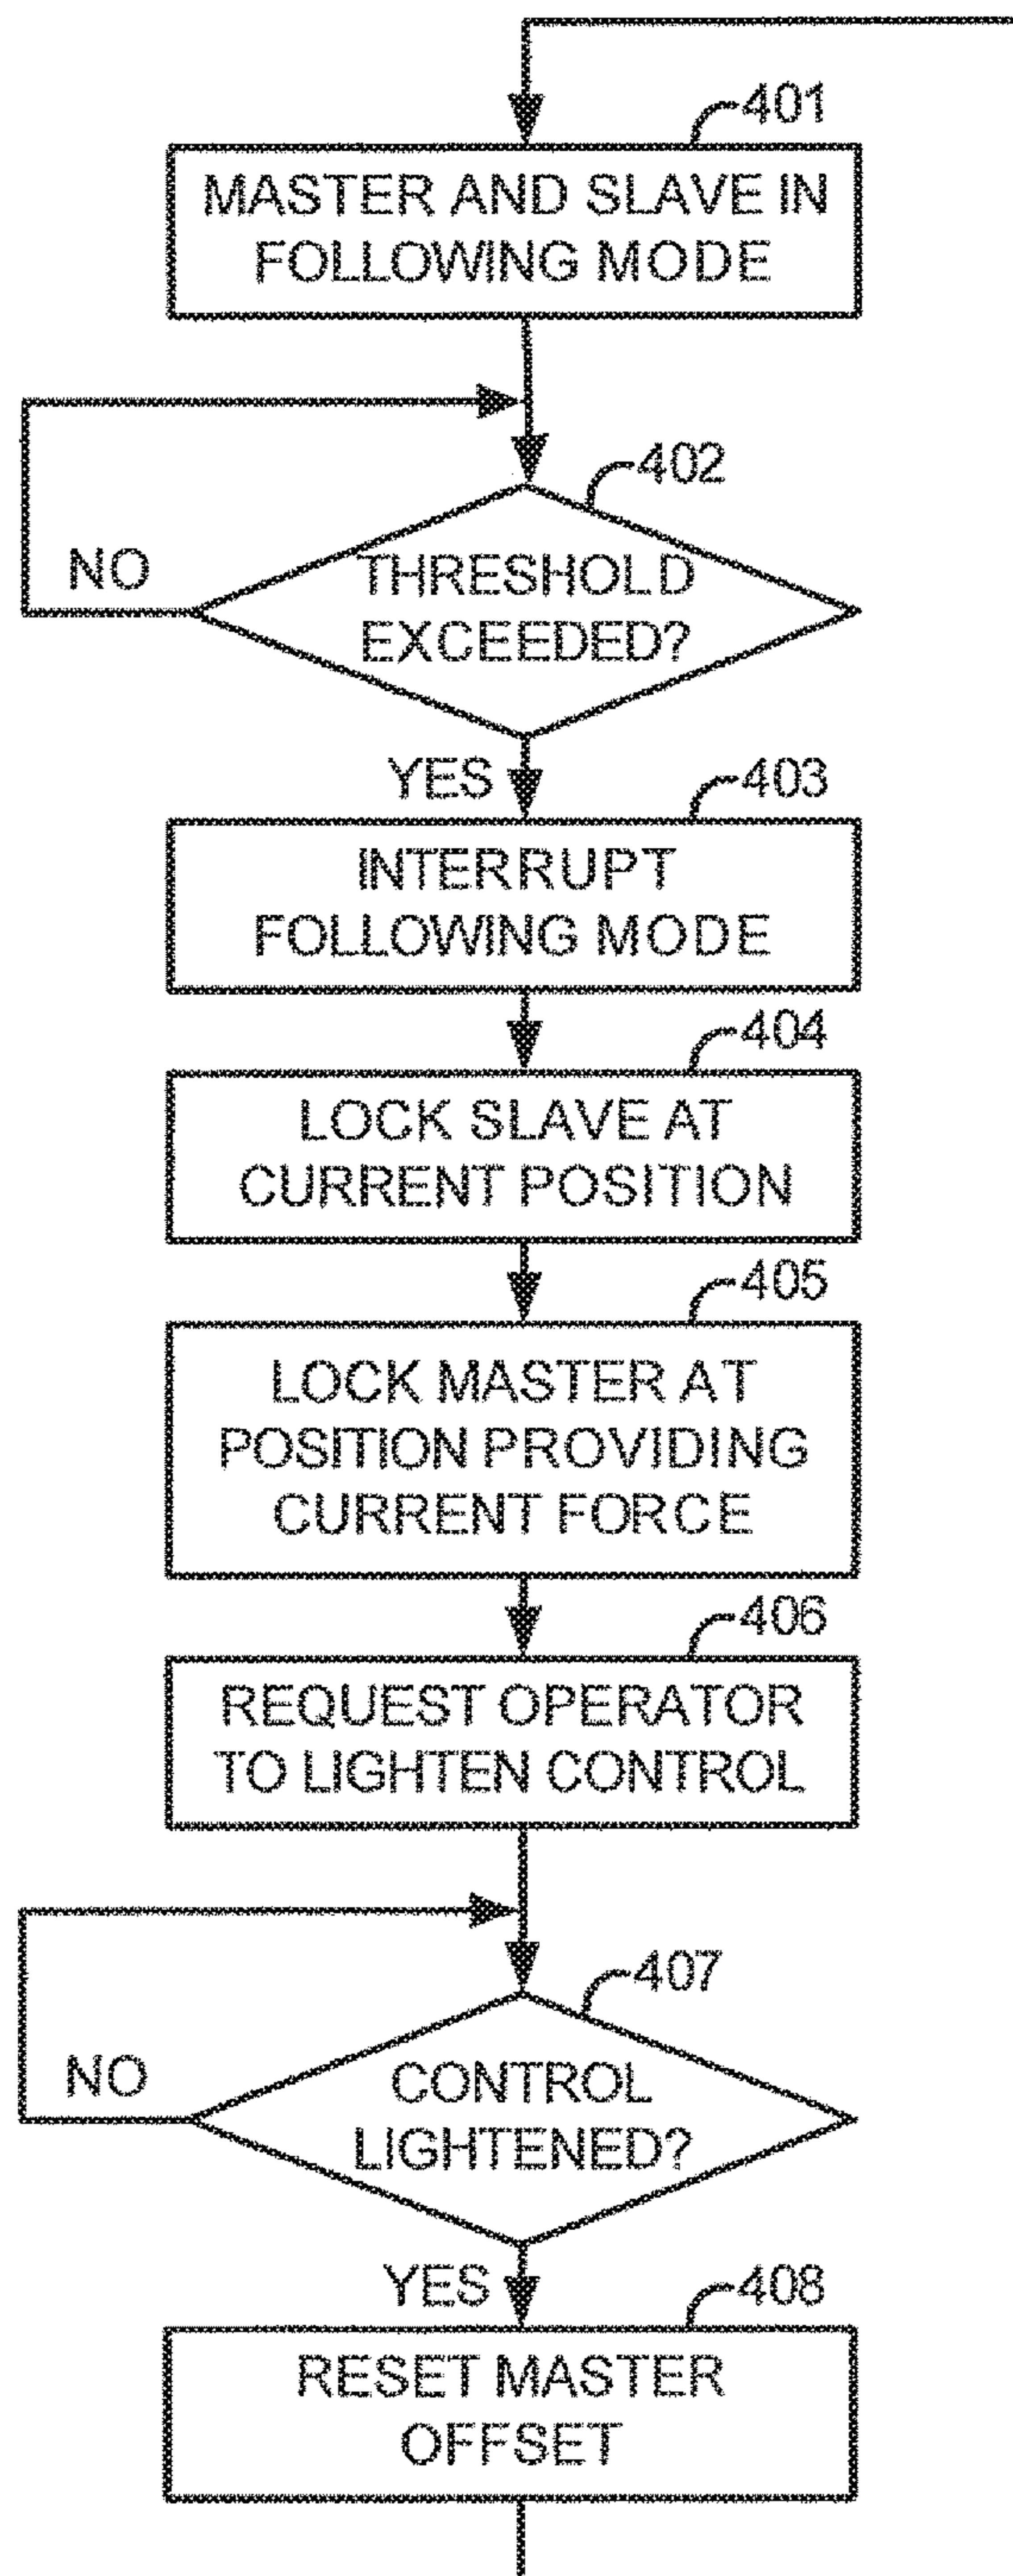 401
MASTER AND SLAVE IN
FOLLOWING MODE
402
THRESHOLD
EXCEEDED?
NO
YES
403
INTERRUPT
FOLLOWING MODE
404
LOCK SLAVE AT
CURRENT POSITION
405
LOCK MASTER AT
POSITION PROVIDING
CURRENT FORCE
406
REQUEST OPERATOR
TO LIGHTEN CONTROL
407
CONTROL
LIGHTENED?
NO
YES
408
RESET MASTER
OFFSET